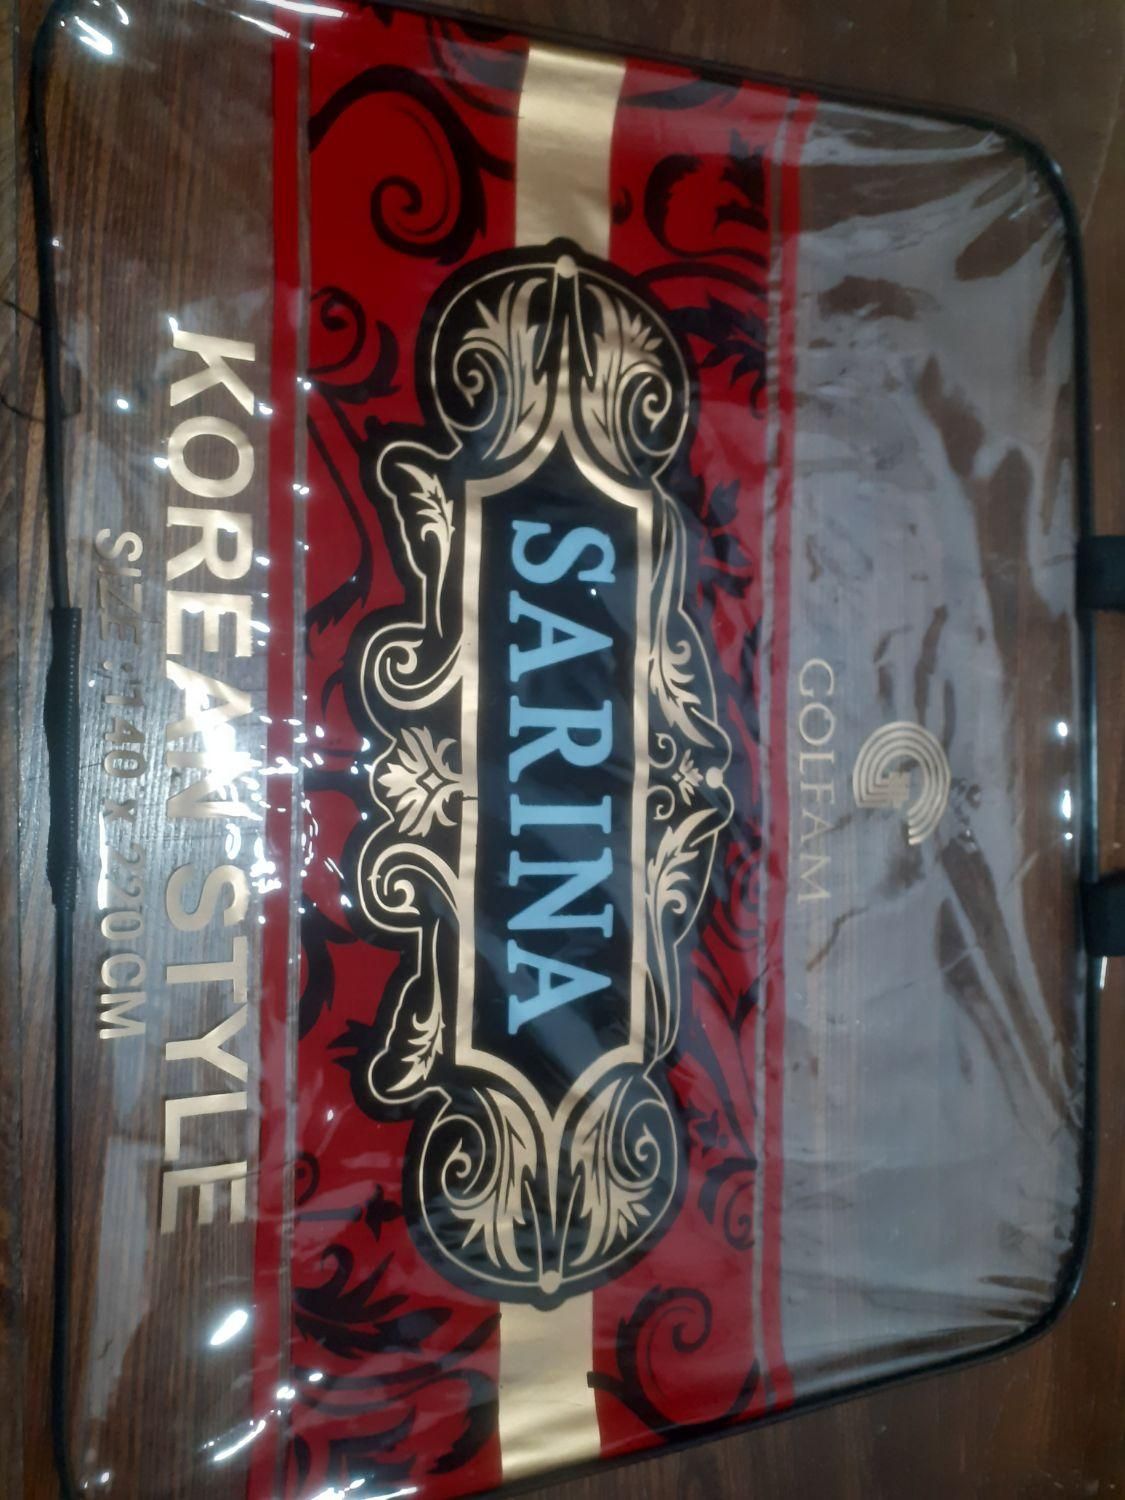 GOLFAM
SARINA
KOREAN STYLE
SIZE :140 x 220 CM